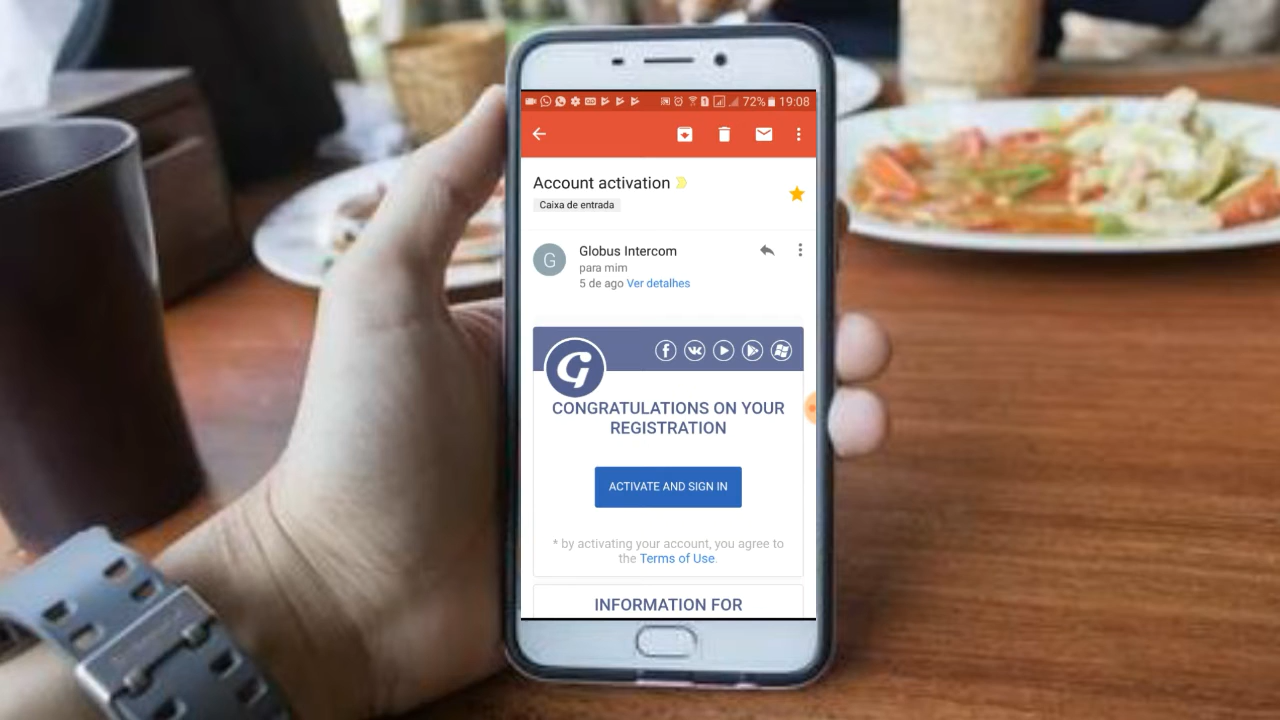 72% 19:08
Account activation
Caixa de entrada
G
Globus Intercom
para mim
5 de ago Ver detalhes
G
CONGRATULATIONS ON YOUR
REGISTRATION
ACTIVATE AND SIGN IN
* by activating your account, you agree to
the Terms of Use.
INFORMATION FOR